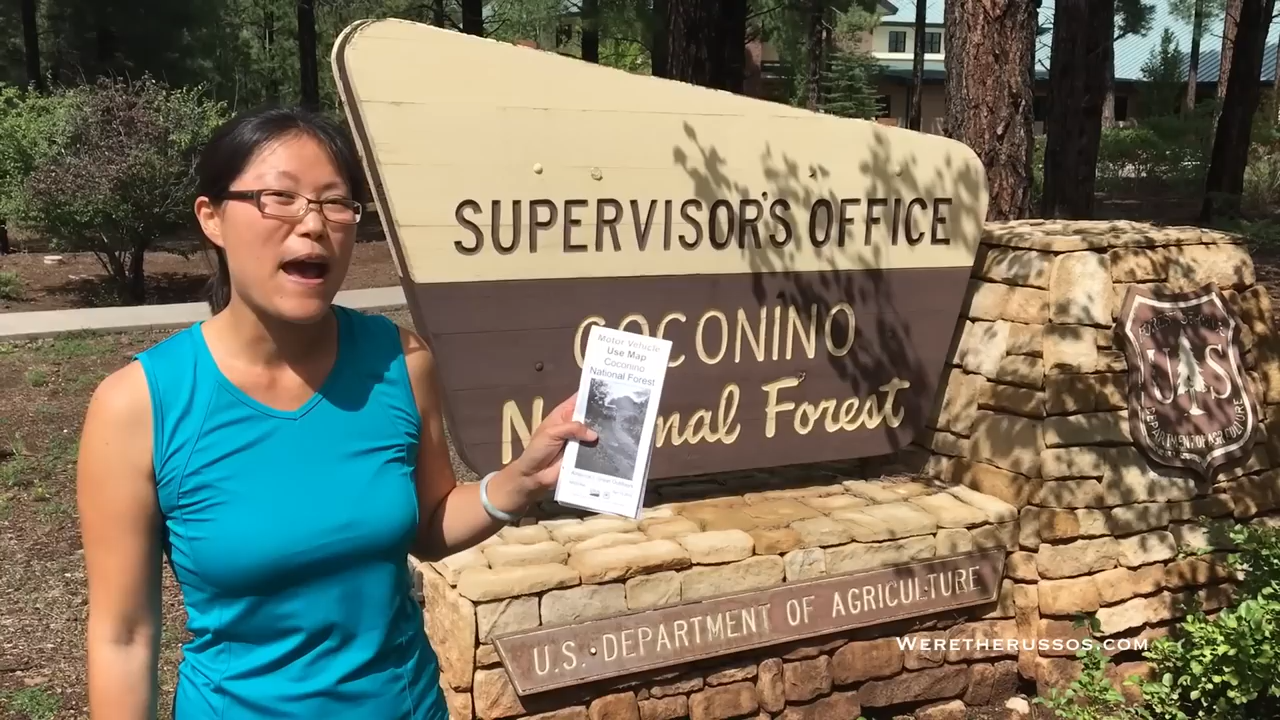 SUPERVISOR'S OFFICE
COCONINO
National Forest
Motor Vehicle
Use Map
Coconino
National Forest
FOREST SERVICE
U S
DEPARTMENT OF AGRICULTURE
U.S. DEPARTMENT OF AGRICULTURE
WERETHERUSSOS.COM